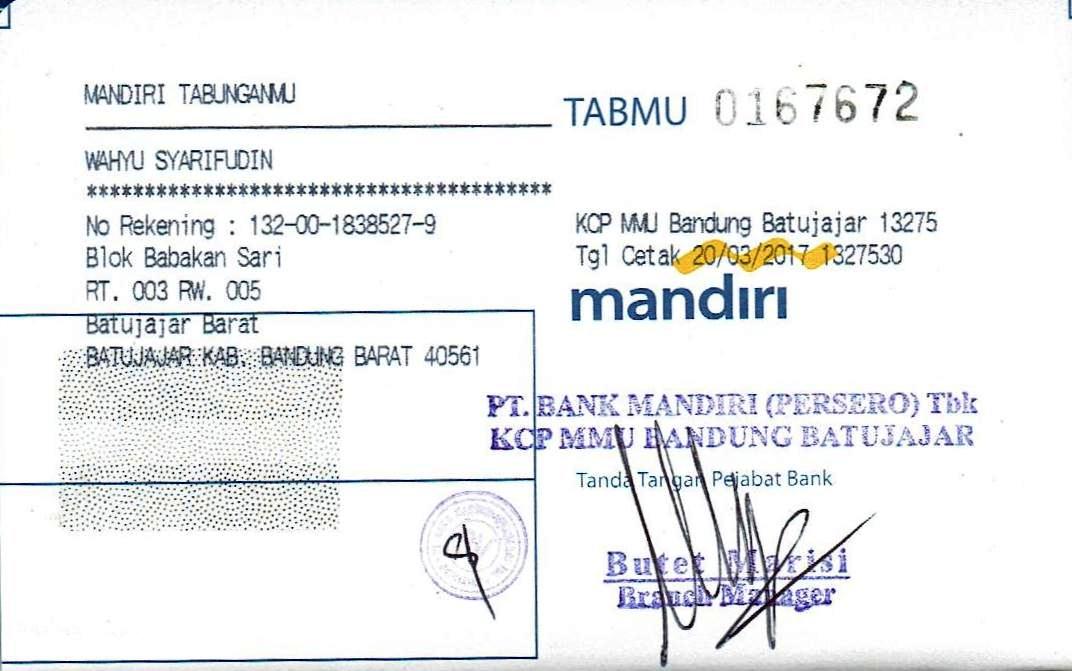 MANDIRI TABUNGANMU
TABMU 0167672
WAHYU SYARIFUDIN
****************************************
No Rekening : 132-00-1838527-9
Blok Babakan Sari
RT. 003 RW. 005
Batujajar Barat
BATUJAJAR KAB. BANDUNG BARAT 40561
KCP MMU Bandung Batujajar 13275
Tgl Cetak 20/03/2017 1327530
mandiri
PT. BANK MANDIRI (PERSERO) Tbk
KCP MMU BANDUNG BATUJAJAR
Tanda Tangan Pejabat Bank
Butet Marisi
Branch Manager